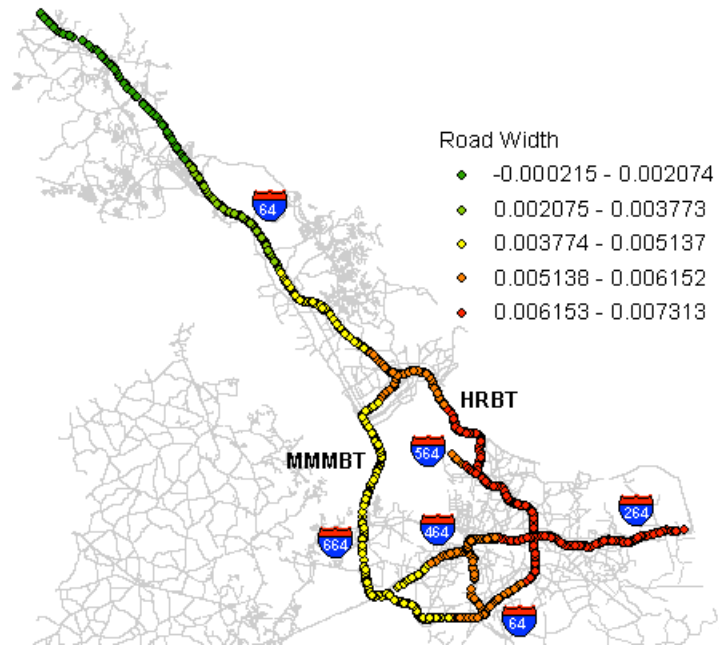 Road Width
-0.000215 - 0.002074
64
0.002075 - 0.003773
0.003774 - 0.005137
0.005138 - 0.006152
0.006153 - 0.007313
HRBT
564
MMMBT
264
464
664
64